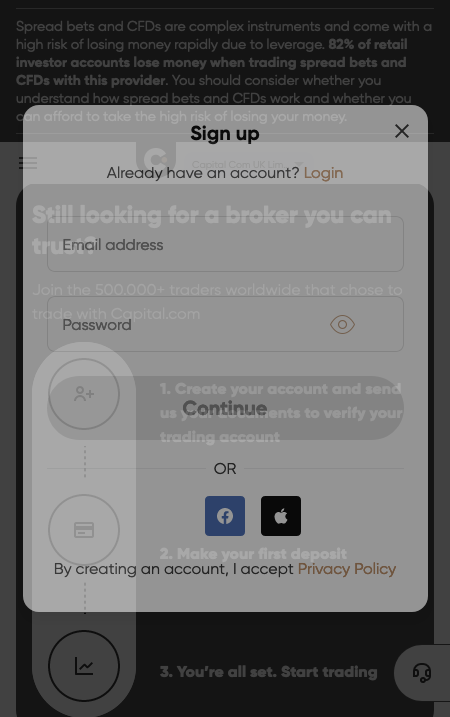 Spread bets and CFDs are complex instruments and come with a
high risk of losing money rapidly due to leverage. 82% of retail
investor accounts lose money when trading spread bets and
CFDs with this provider. You should consider whether you
understand how spread bets and CFDs work and whether you
can afford to take the high risk of losing your money.
Sign up
Capital Com UK Lim...
Already have an account? Login
Still looking for a broker you can
trust?
Email address
Join the 500.000+ traders worldwide that chose to
trade with Capital.com
Password
1. Create your account and send
us your documents to verify your
trading account
Continue
OR
2. Make your first deposit
By creating an account, I accept Privacy Policy
3. You’re all set. Start trading